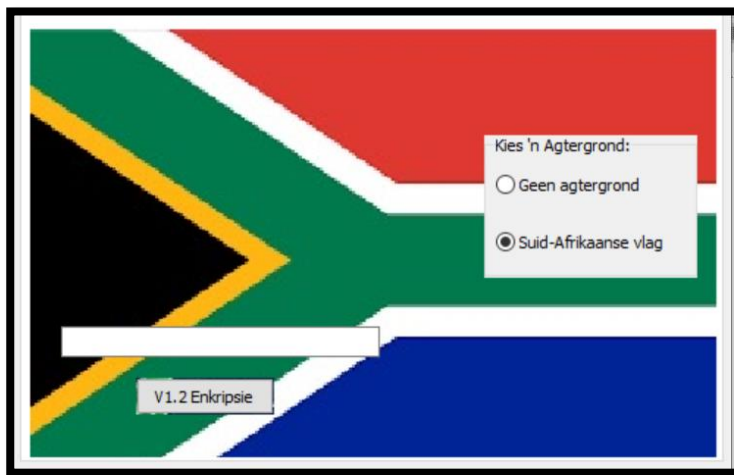 Kies 'n Agtergrond:
Geen agtergrond
Suid-Afrikaanse vlag
V1.2 Enkripsie